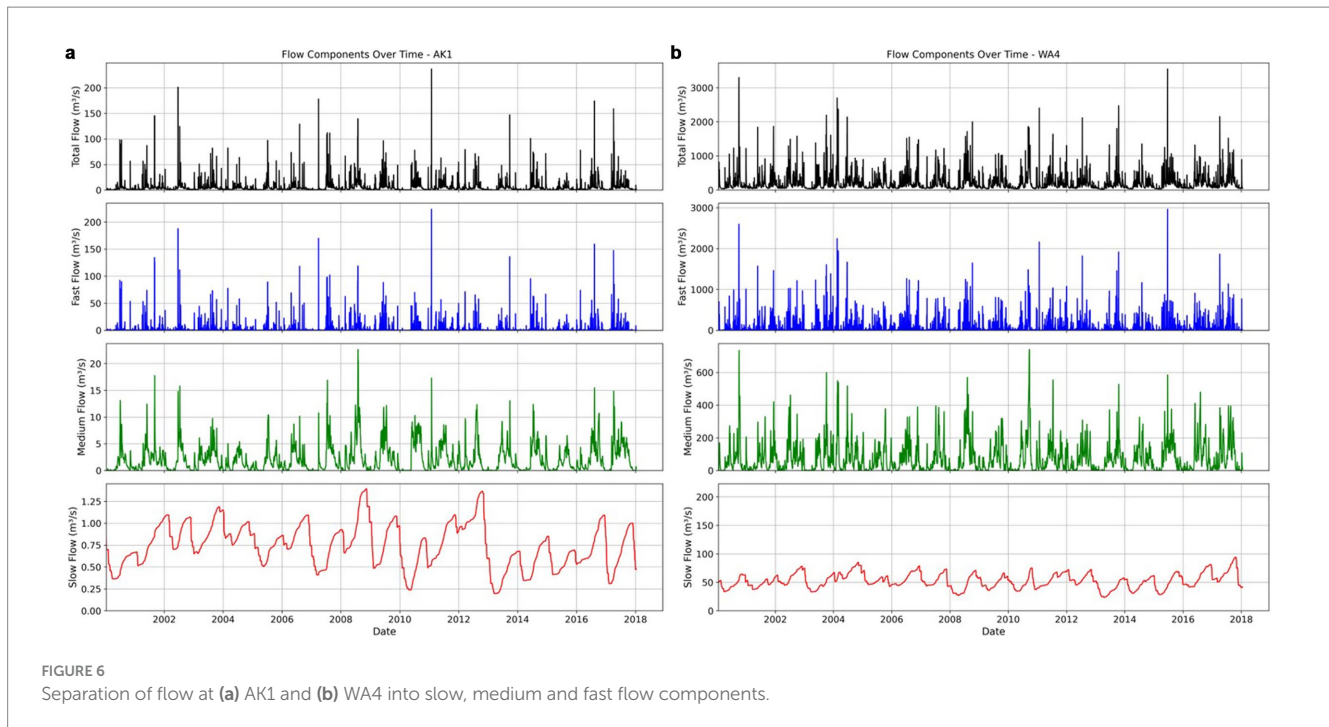 a
Flow Components Over Time - AK1
Total Flow (m³/s)
200
150
100
50
0
Fast Flow (m³/s)
200
150
100
50
0
Medium Flow (m³/s)
20
15
10
5
0
Slow Flow (m³/s)
1.25
1.00
0.75
0.50
0.25
0.00
2002 2004 2006 2008 2010 2012 2014 2016 2018
Date
b
Flow Components Over Time - WA4
Total Flow (m³/s)
3000
2000
1000
0
Fast Flow (m³/s)
3000
2000
1000
0
Medium Flow (m³/s)
600
400
200
0
Slow Flow (m³/s)
200
150
100
50
0
2002 2004 2006 2008 2010 2012 2014 2016 2018
Date
FIGURE 6
Separation of flow at (a) AK1 and (b) WA4 into slow, medium and fast flow components.